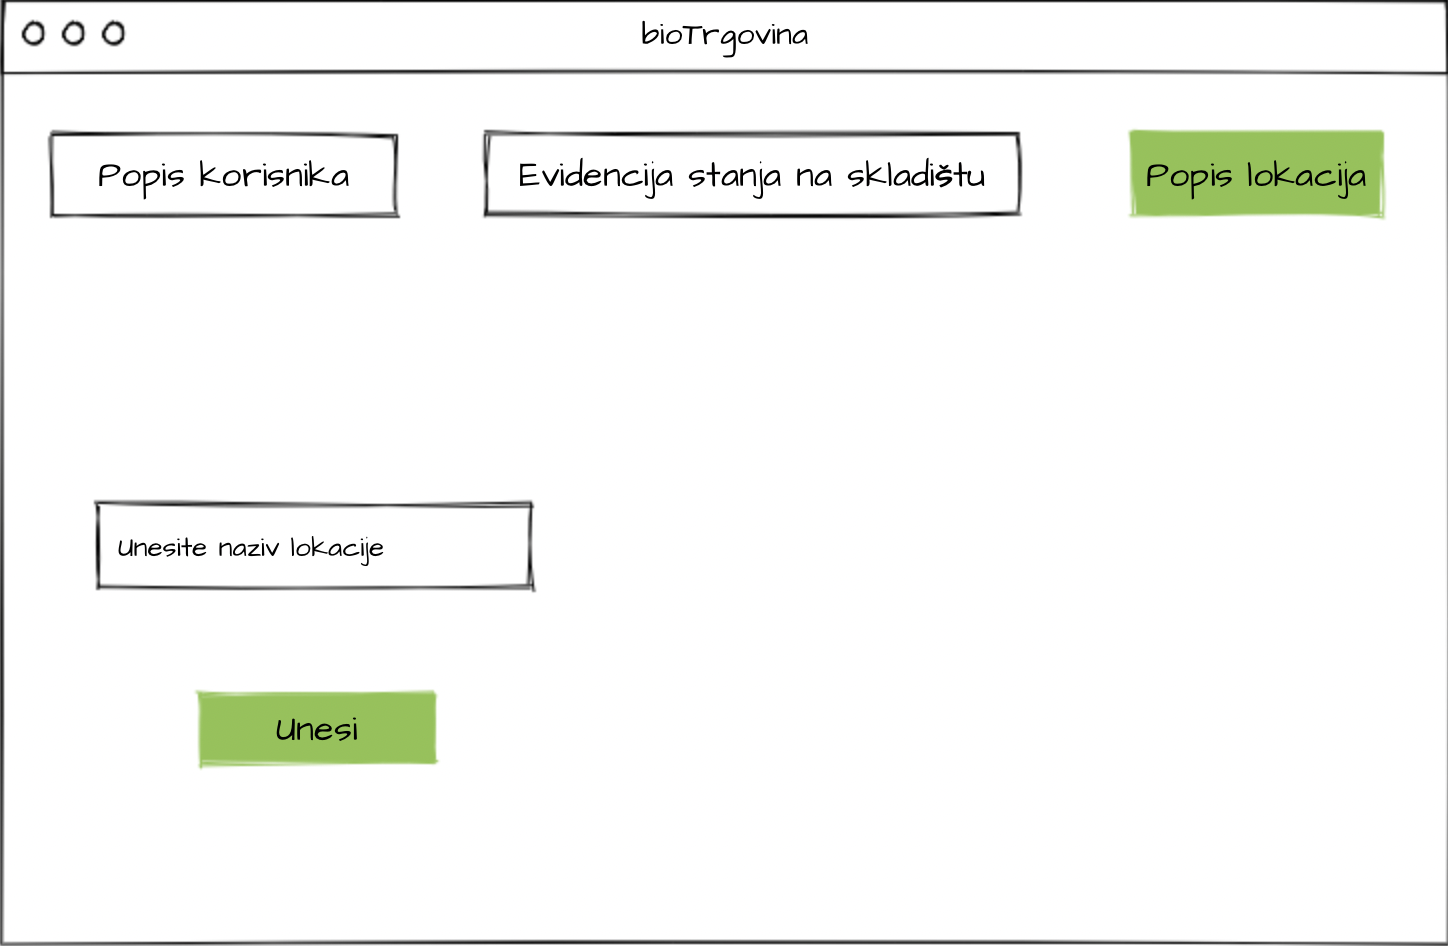 bioTrgovina
Popis korisnika
Evidencija stanja na skladištu
Popis lokacija
Unesite naziv lokacije
Unesi